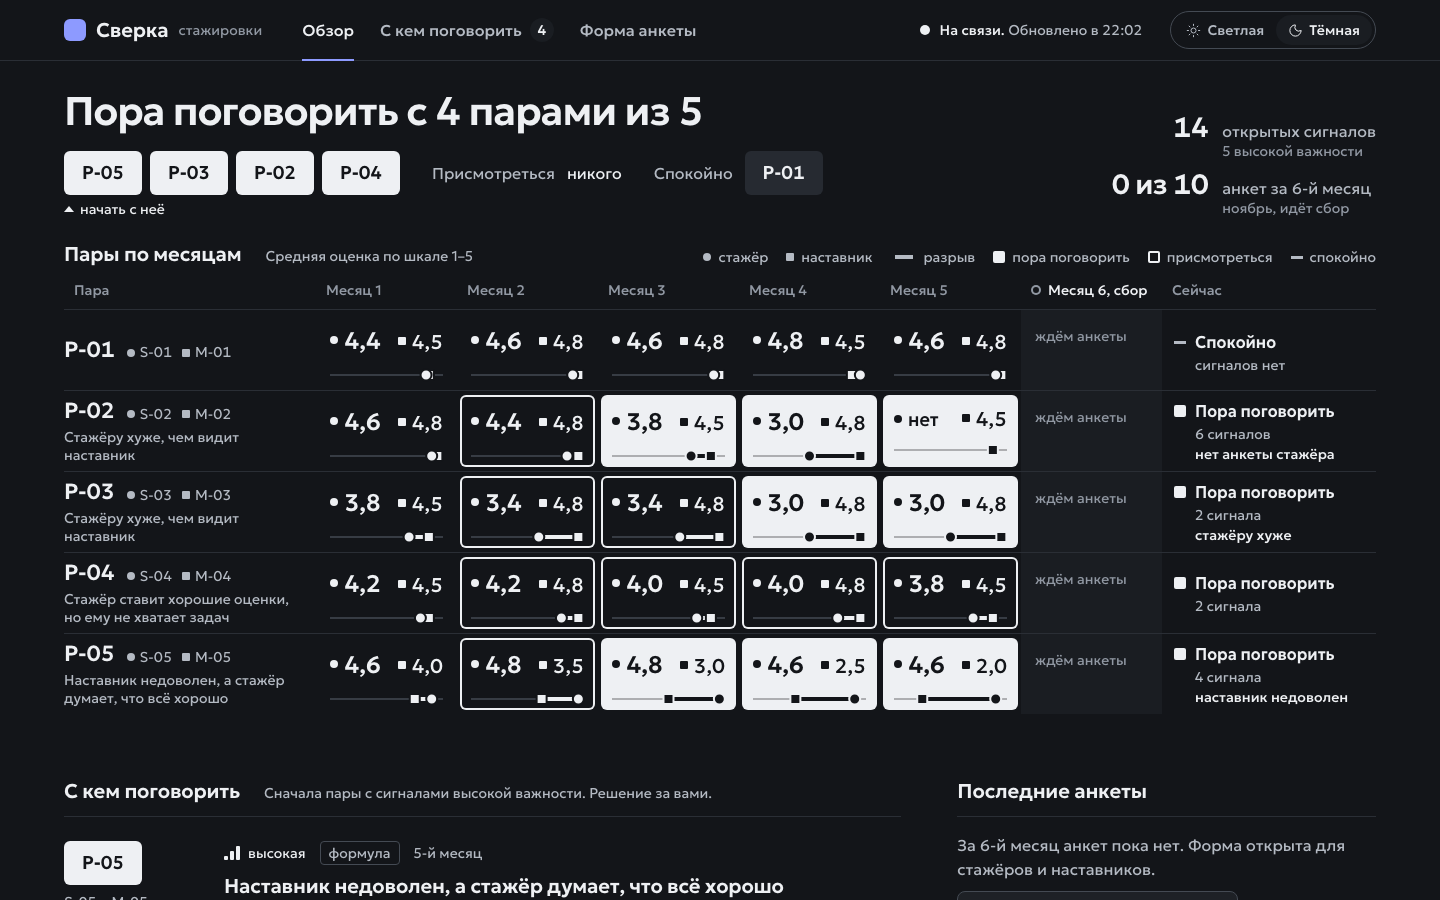 Сверка стажировки Обзор С кем поговорить 4 Форма анкеты На связи. Обновлено в 22:02 Светлая Тёмная
Пора поговорить с 4 парами из 5
14 открытых сигналов
5 высокой важности
P-05 P-03 P-02 P-04 Присмотреться никого Спокойно P-01
0 из 10 анкет за 6-й месяц
ноябрь, идёт сбор
начать с неё
Пары по месяцам Средняя оценка по шкале 1–5 стажёр наставник разрыв пора поговорить присмотреться спокойно
Пара Месяц 1 Месяц 2 Месяц 3 Месяц 4 Месяц 5 Месяц 6, сбор Сейчас
P-01 S-01 M-01 4,4 4,5 4,6 4,8 4,6 4,8 4,8 4,5 4,6 4,8 ждём анкеты Спокойно
сигналов нет
P-02 S-02 M-02 4,6 4,8 4,4 4,8 3,8 4,5 3,0 4,8 нет 4,5 ждём анкеты Пора поговорить
Стажёру хуже, чем видит
наставник
6 сигналов
нет анкеты стажёра
P-03 S-03 M-03 3,8 4,5 3,4 4,8 3,4 4,8 3,0 4,8 3,0 4,8 ждём анкеты Пора поговорить
Стажёру хуже, чем видит
наставник
2 сигнала
стажёру хуже
P-04 S-04 M-04 4,2 4,5 4,2 4,8 4,0 4,5 4,0 4,8 3,8 4,5 ждём анкеты Пора поговорить
Стажёр ставит хорошие оценки,
но ему не хватает задач
2 сигнала
P-05 S-05 M-05 4,6 4,0 4,8 3,5 4,8 3,0 4,6 2,5 4,6 2,0 ждём анкеты Пора поговорить
Наставник недоволен, а стажёр
думает, что всё хорошо
4 сигнала
наставник недоволен
С кем поговорить Сначала пары с сигналами высокой важности. Решение за вами.
P-05 высокая формула 5-й месяц
Наставник недоволен, а стажёр думает, что всё хорошо
Последние анкеты
За 6-й месяц анкет пока нет. Форма открыта для
стажёров и наставников.